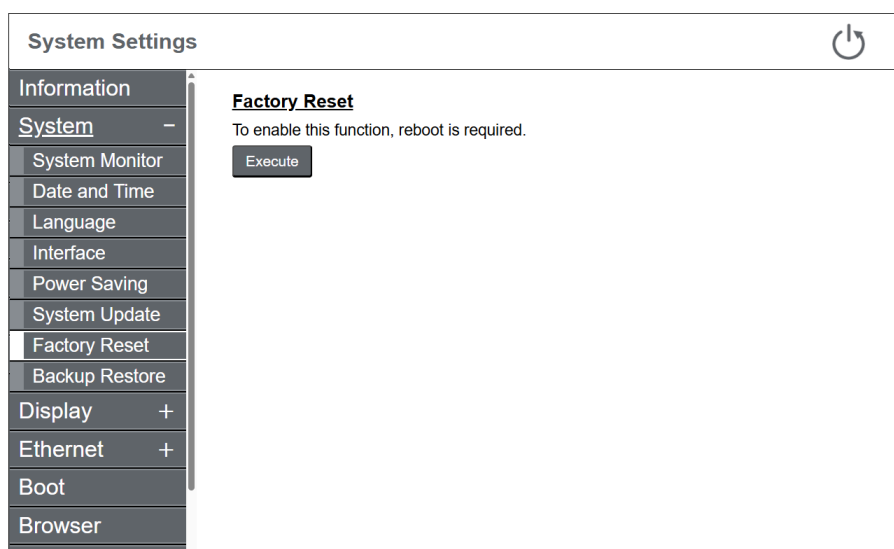 System Settings
Information
System −
System Monitor
Date and Time
Language
Interface
Power Saving
System Update
Factory Reset
Backup Restore
Display +
Ethernet +
Boot
Browser
Factory Reset
To enable this function, reboot is required.
Execute